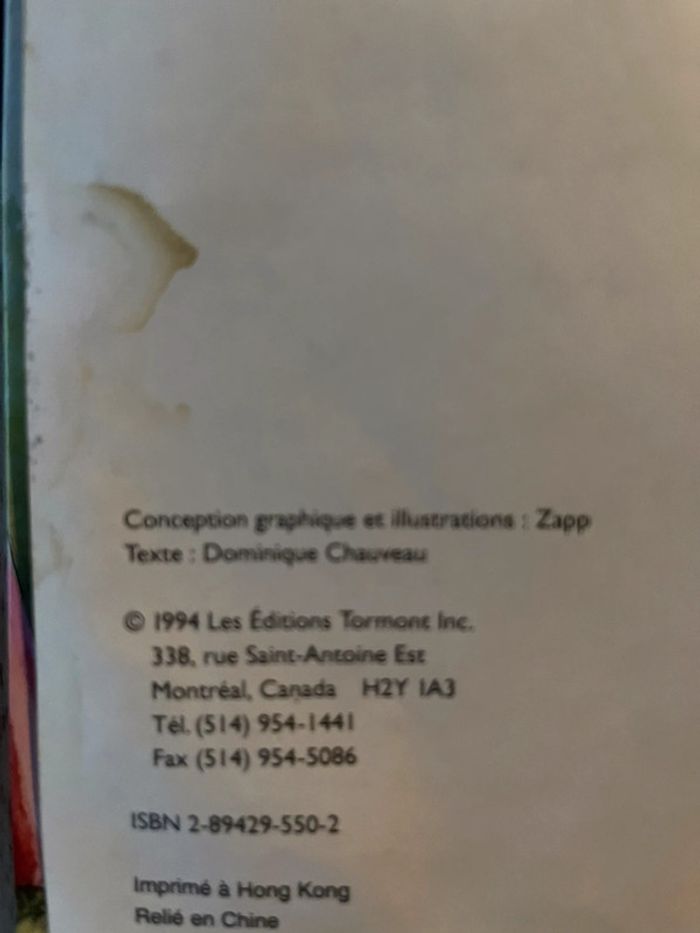 Conception graphique et illustrations : Zapp
Texte : Dominique Chauveau
© 1994 Les Éditions Tormont Inc.
338, rue Saint-Antoine Est
Montréal, Canada H2Y 1A3
Tél. (514) 954-1441
Fax (514) 954-5086
ISBN 2-89429-550-2
Imprimé à Hong Kong
Relié en Chine